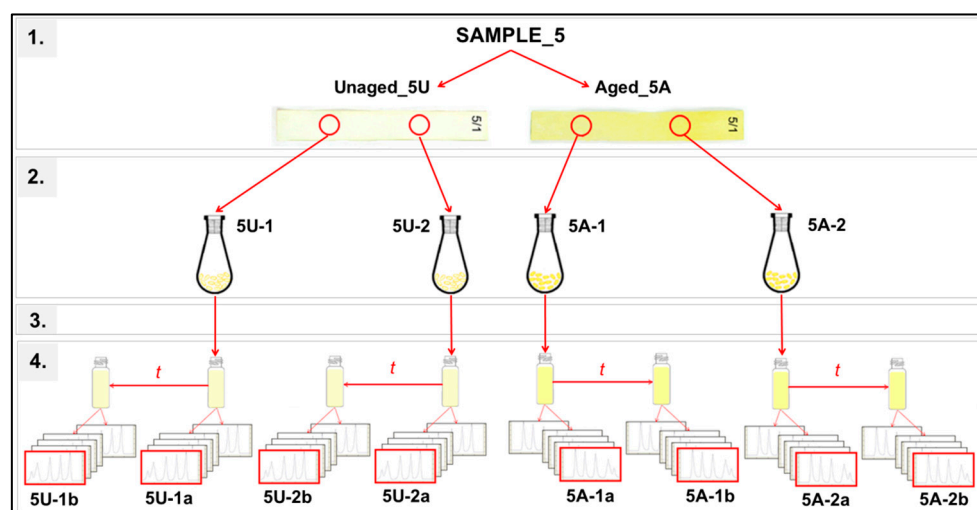 1.
SAMPLE_5
Unaged_5U
Aged_5A
5/1
5/1
2.
5U-1
5U-2
5A-1
5A-2
3.
4.
t
t
t
t
5U-1b
5U-1a
5U-2b
5U-2a
5A-1a
5A-1b
5A-2a
5A-2b